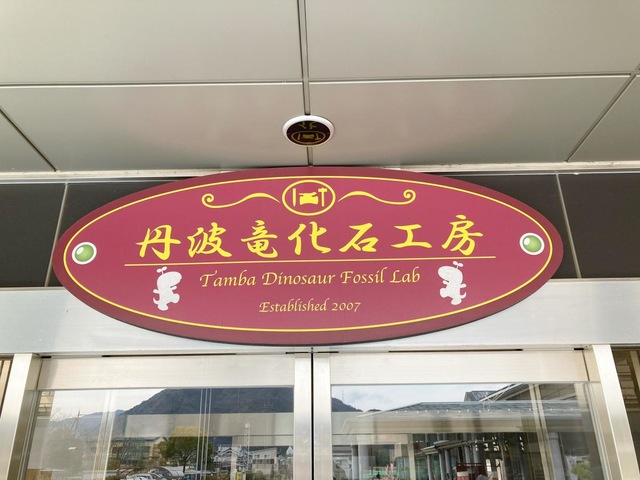 丹波竜化石工房
Tamba Dinosaur Fossil Lab
Established 2007